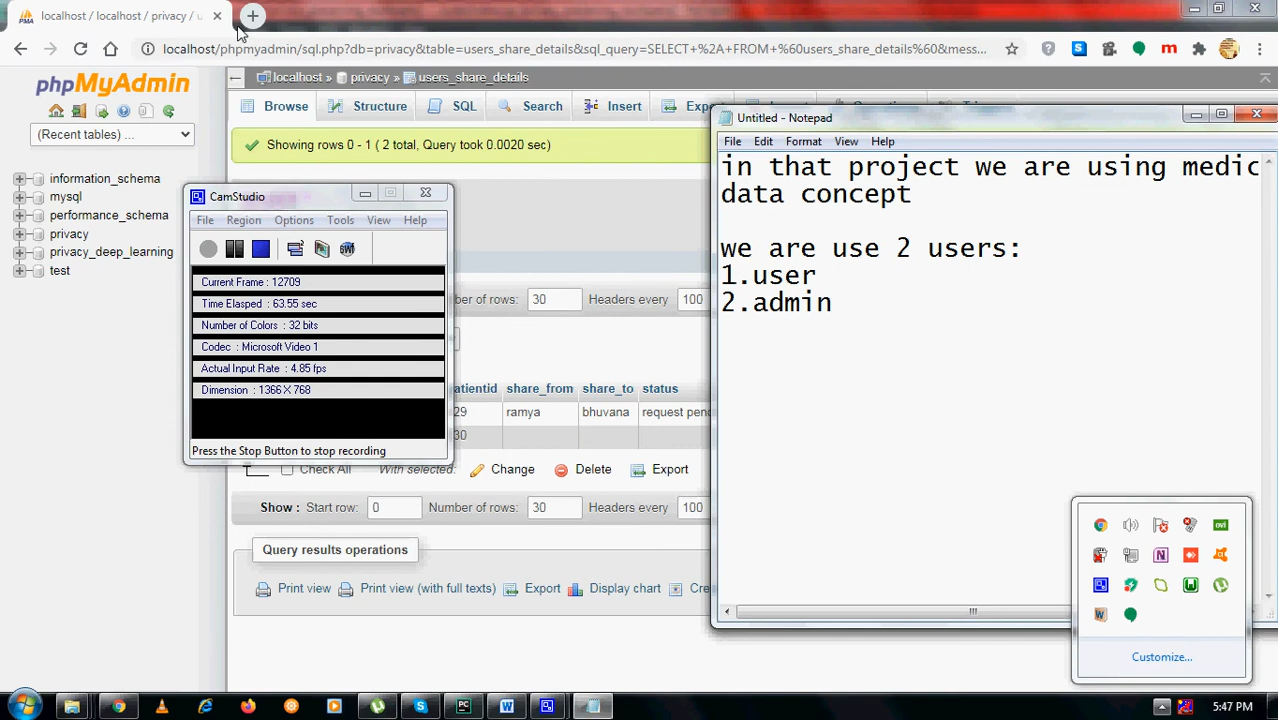 localhost / localhost / privacy / u
localhost/phpmyadmin/sql.php?db=privacy&table=users_share_details&sql_query=SELECT+%2A+FROM+%60users_share_details%60&mess...
phpMyAdmin
(Recent tables) ...
information_schema
mysql
performance_schema
privacy
privacy_deep_learning
test
localhost » privacy » users_share_details
Browse Structure SQL Search Insert
Showing rows 0 - 1 ( 2 total, Query took 0.0020 sec)
CamStudio
File Region Options Tools View Help
Current Frame : 12709
Time Elasped : 63.55 sec
Number of Colors : 32 bits
Codec : Microsoft Video 1
Actual Input Rate : 4.85 fps
Dimension : 1366 X 768
Press the Stop Button to stop recording
of rows: 30 Headers every 100
share_from share_to status
29 ramya bhuvana request
30
Check All With selected: Change Delete Export
Show : Start row: 0 Number of rows: 30 Headers every 100
Query results operations
Print view Print view (with full texts) Export Display chart
Untitled - Notepad
File Edit Format View Help
in that project we are using medic
data concept
we are use 2 users:
1.user
2.admin
Customize...
5:47 PM